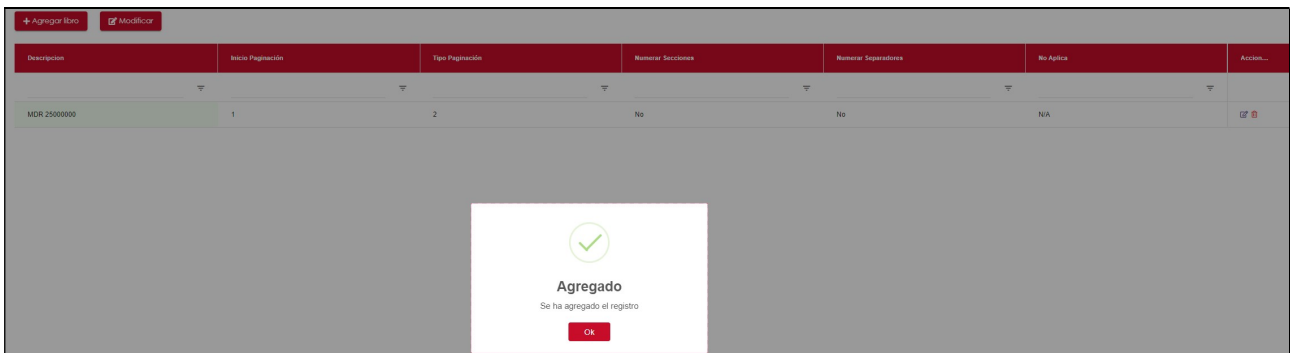 + Agregar libro Modificar
Descripcion Inicio Paginación Tipo Paginación Numerar Secciones Numerar Separadores No Aplica Accion...
MDR 25000000 1 2 No No N/A
Agregado
Se ha agregado el registro
Ok